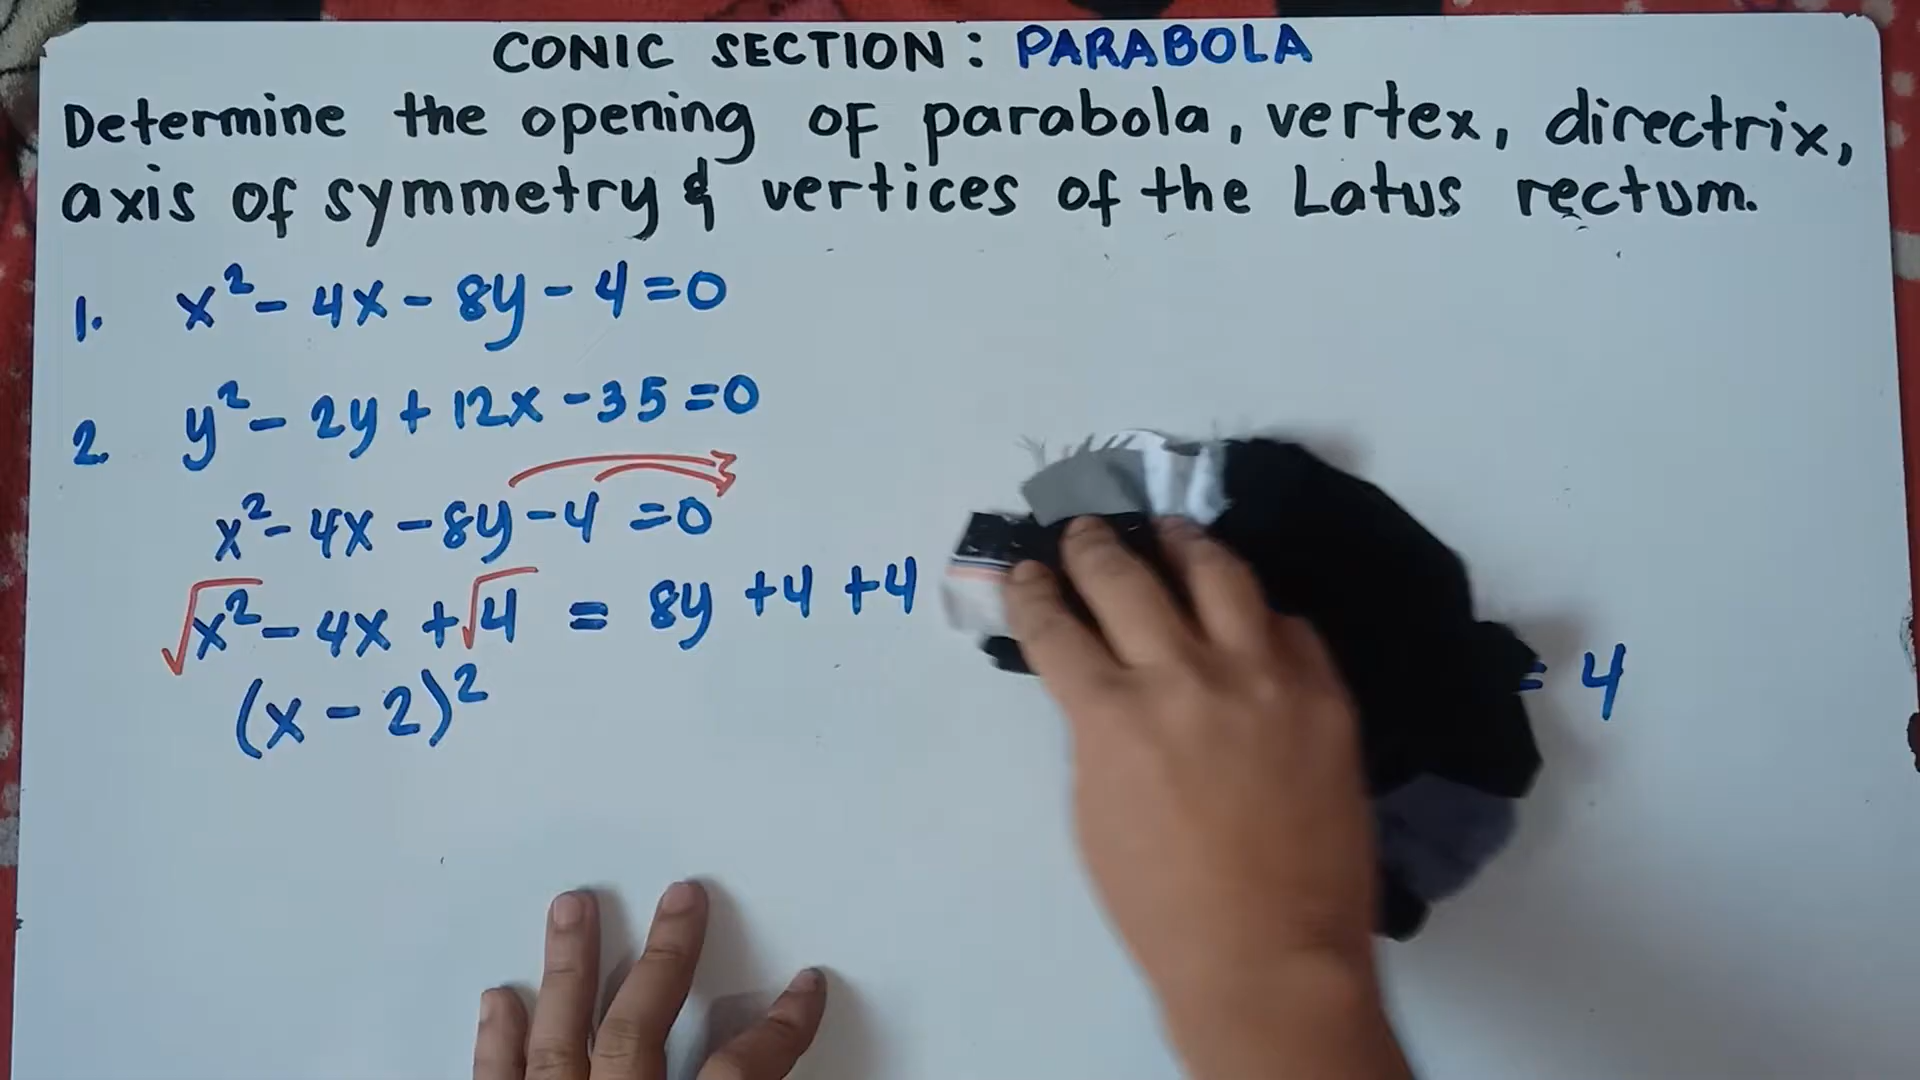 CONIC SECTION: PARABOLA
Determine the opening of parabola, vertex, directrix,
axis of symmetry & vertices of the Latus rectum.
1. x² - 4x - 8y - 4 = 0
2. y² - 2y + 12x - 35 = 0
x² - 4x - 8y - 4 = 0
√x² - 4x + √4 = 8y + 4 + 4
(x - 2)²
= 4